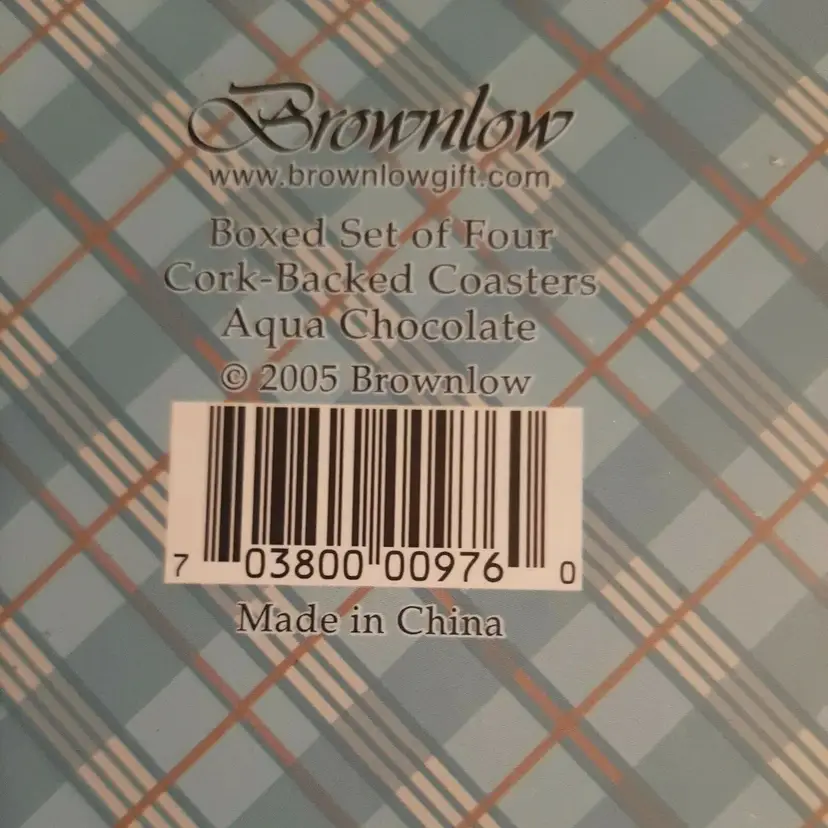 Brownlow
www.brownlowgift.com
Boxed Set of Four
Cork-Backed Coasters
Aqua Chocolate
© 2005 Brownlow
7 03800 00976 0
Made in China